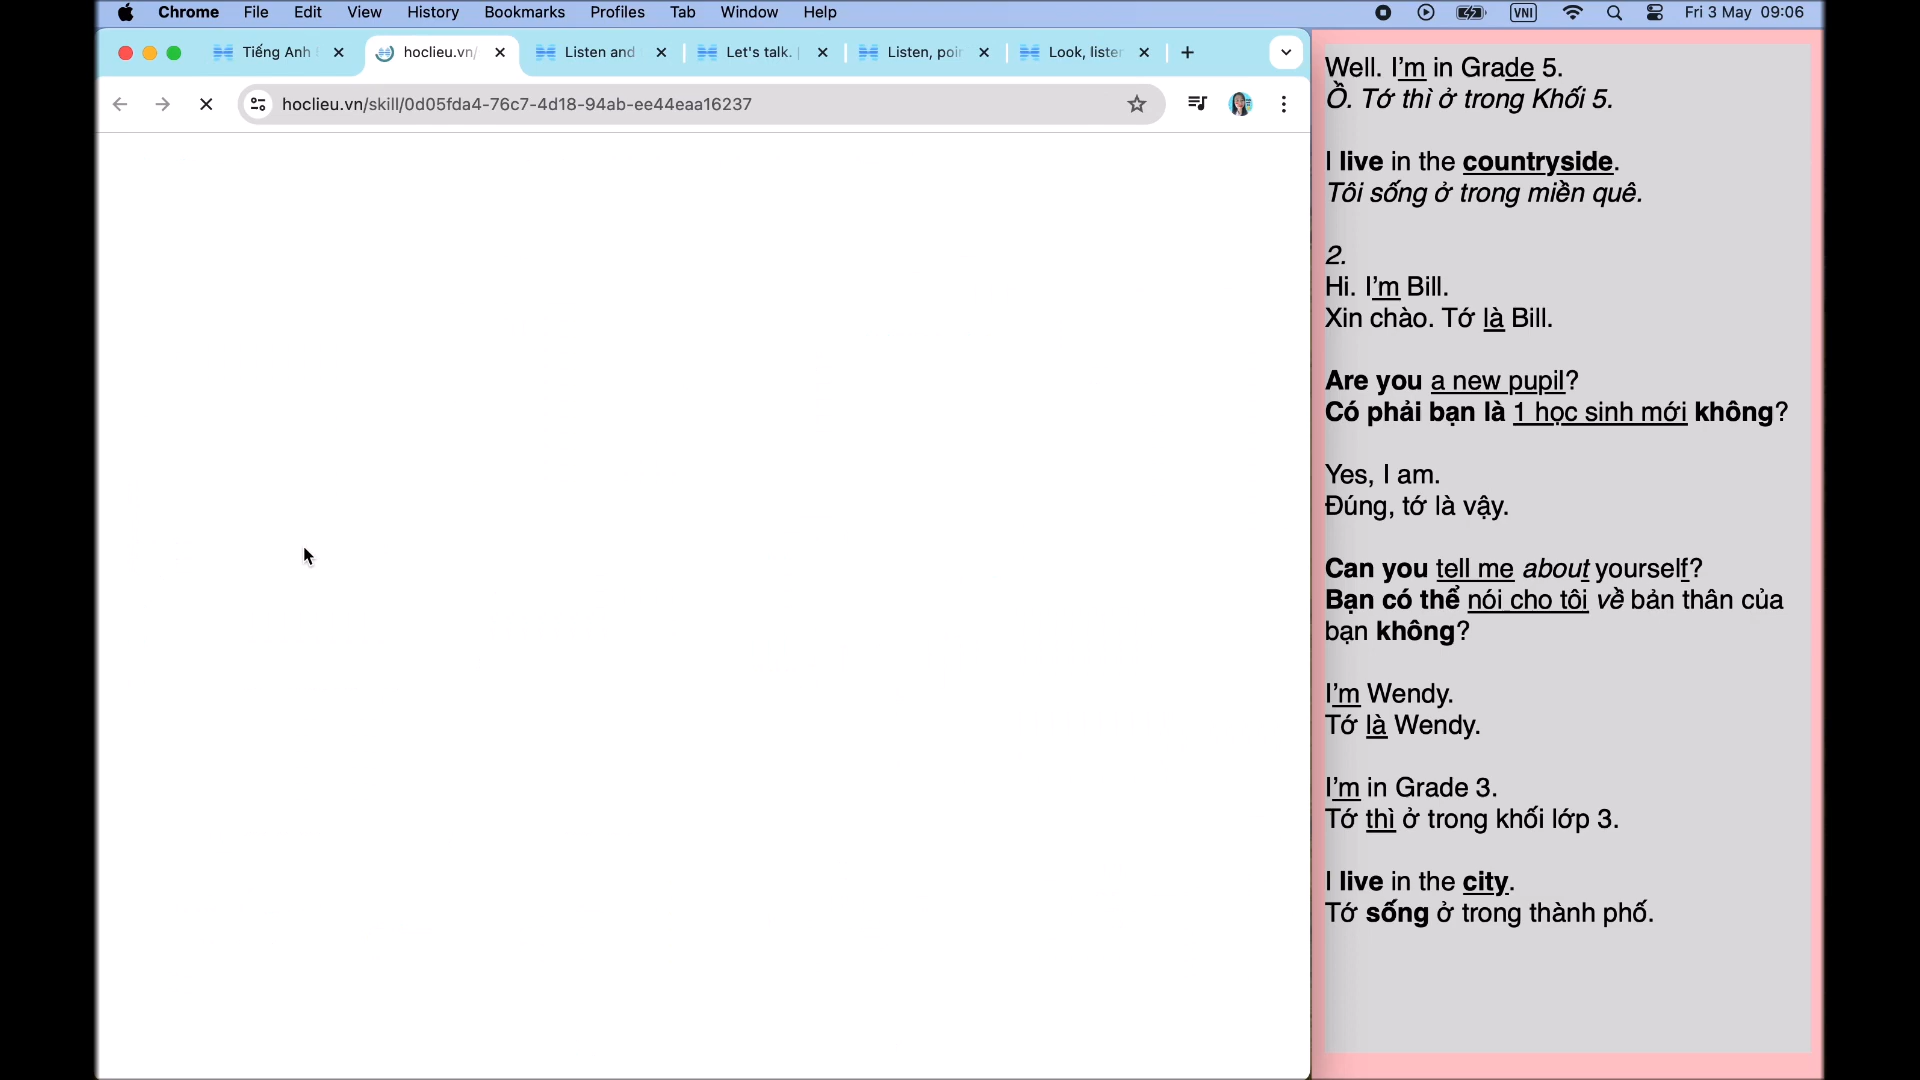 Chrome File Edit View History Bookmarks Profiles Tab Window Help VNI Fri 3 May 09:06
Tiếng Anh hoclieu.vn/ Listen and Let's talk. Listen, poin Look, listen
hoclieu.vn/skill/0d05fda4-76c7-4d18-94ab-ee44eaa16237
Well. I'm in Grade 5.
Ồ. Tớ thì ở trong Khối 5.
I live in the countryside.
Tôi sống ở trong miền quê.
2.
Hi. I'm Bill.
Xin chào. Tớ là Bill.
Are you a new pupil?
Có phải bạn là 1 học sinh mới không?
Yes, I am.
Đúng, tớ là vậy.
Can you tell me about yourself?
Bạn có thể nói cho tôi về bản thân của
bạn không?
I'm Wendy.
Tớ là Wendy.
I'm in Grade 3.
Tớ thì ở trong khối lớp 3.
I live in the city.
Tớ sống ở trong thành phố.